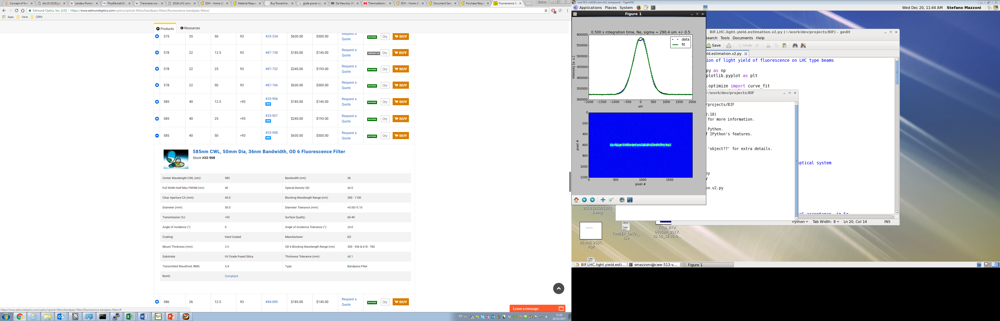 Concept of form
doi:10.1016/j.p
Landau–Pomera
PhysRevLett.91
Transverse wave
2018-LHC-sche
EDH - Home (S
Material Reque
Buy Powerlines
güde power co
Da Maurizio, Iff
Thermoelectric
EDH - Home (S
Document Sea
Purchase Requ
Fluorescence B
Edmund Optics, Inc. [US] | https://www.edmundoptics.com/optics/optical-filters/bandpass-filters/fluorescence-bandpass-filters/
Apps Varie CERN
Products Resources
575 35 50 93 #33-334 $630.00 $500.00 Request a Quote IN STOCK Qty BUY
578 22 12.5 93 #87-738 $185.00 $145.00 Request a Quote CONTACT US Qty BUY
578 22 25 93 #87-752 $245.00 $193.00 Request a Quote IN STOCK Qty BUY
578 22 50 93 #87-766 $630.00 $500.00 Request a Quote IN STOCK Qty BUY
585 40 12.5 >93 #33-906 NEW $185.00 $145.00 Request a Quote IN STOCK Qty BUY
585 40 25 >93 #33-907 NEW $245.00 $193.00 Request a Quote IN STOCK Qty BUY
585 40 50 >93 #33-908 NEW $630.00 $500.00 Request a Quote IN STOCK Qty BUY
585nm CWL, 50mm Dia, 36nm Bandwidth, OD 6 Fluorescence Filter
Stock #33-908
Center Wavelength CWL (nm): 585 Bandwidth (nm): 36
Full Width-Half Max FWHM (nm): 40 Optical Density OD: ≥6.0
Clear Aperture CA (mm): 45.0 Blocking Wavelength Range (nm): 300 - 1100
Diameter (mm): 50.0 Diameter Tolerance (mm): +0.00/-0.10
Transmission (%): >93 Surface Quality: 60-40
Angle of Incidence (°): 0 Angle of Incidence Tolerance (°): ±5.0
Coating: Hard Coated Manufacturer: EO
Mount Thickness (mm): 3.5 OD 6 Blocking Wavelength Range (nm): 300 - 556 & 618 - 780
Substrate: UV Grade Fused Silica Thickness Tolerance (mm): ±0.1
Transmitted Wavefront, RMS: λ/4 Type: Bandpass Filter
RoHS: Compliant
586 26 12.5 93 #84-085 $185.00 $145.00 Request a Quote IN STOCK Qty BUY
https://www.edmundoptics.com/optics/optical-filters/bandpass-filters/fluorescence-bandpass-filters/#
Leave a message
EN
11:44
20/12/2017
cwe-513-vol159.cern.ch:1 (smazzoni) - TigerVNC
Applications Places System
Wed Dec 20, 11:44 AM Stefano Mazzoni
Figure 1
0.500 s integration time, Ne, sigma = 290.4 um +/- 0.5
600000
550000
500000
450000
400000
350000
300000
Intensity [a. u.]
data
fit
−2000 −1500 −1000 −500 0 500 1000 1500 2000
um
0
200
400
600
800
1000
1200
pixel #
0 500 1000 1500
pixel #
BIF.LHC.light.yield.estimation.v2.py (~/work/dev/projects/BIF) - gedit
Search Tools Documents Help
Save Undo
ld.estimation.v2.py
ion of light yield of fluorescence on LHC type beams
py as np
plotlib.pyplot as plt
.optimize import curve_fit
~/work/dev/projects/BIF
/projects/BIF
2:18)
for more information.
Python.
f IPython's features.
'object??' for extra details.
optical system
py
y
on.v2.py
al acceptance, in Sr
Python Tab Width: 8 Ln 20, Col 14 INS
2016121001373
8.png
46.406.256C.
PDF
TIMBER_DATA_.
csv
TT66.BTV.
660524_2017.
10.16_12.05.0...
BIF.LHC.light.yield.esti...
smazzoni@cwe-513-v...
Figure 1